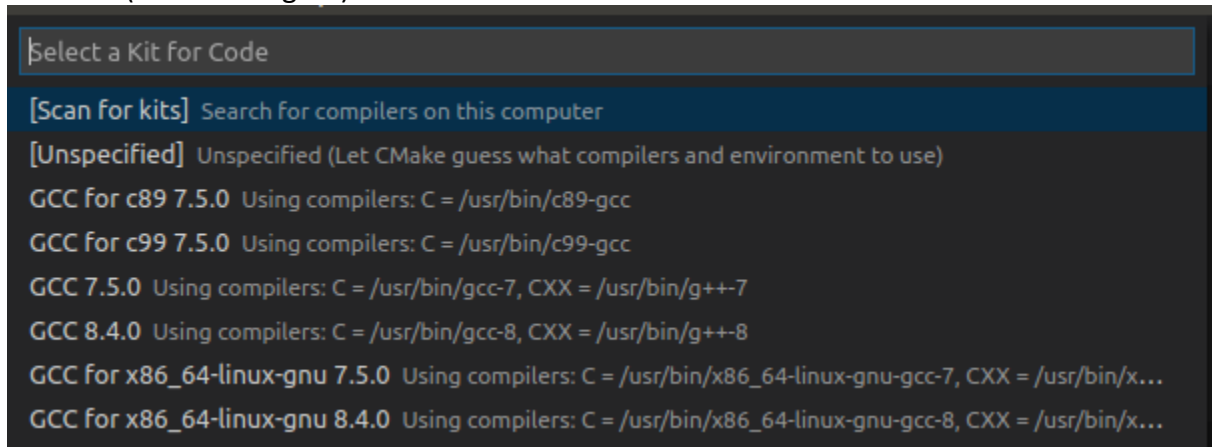 Select a Kit for Code
[Scan for kits] Search for compilers on this computer
[Unspecified] Unspecified (Let CMake guess what compilers and environment to use)
GCC for c89 7.5.0 Using compilers: C = /usr/bin/c89-gcc
GCC for c99 7.5.0 Using compilers: C = /usr/bin/c99-gcc
GCC 7.5.0 Using compilers: C = /usr/bin/gcc-7, CXX = /usr/bin/g++-7
GCC 8.4.0 Using compilers: C = /usr/bin/gcc-8, CXX = /usr/bin/g++-8
GCC for x86_64-linux-gnu 7.5.0 Using compilers: C = /usr/bin/x86_64-linux-gnu-gcc-7, CXX = /usr/bin/x...
GCC for x86_64-linux-gnu 8.4.0 Using compilers: C = /usr/bin/x86_64-linux-gnu-gcc-8, CXX = /usr/bin/x...